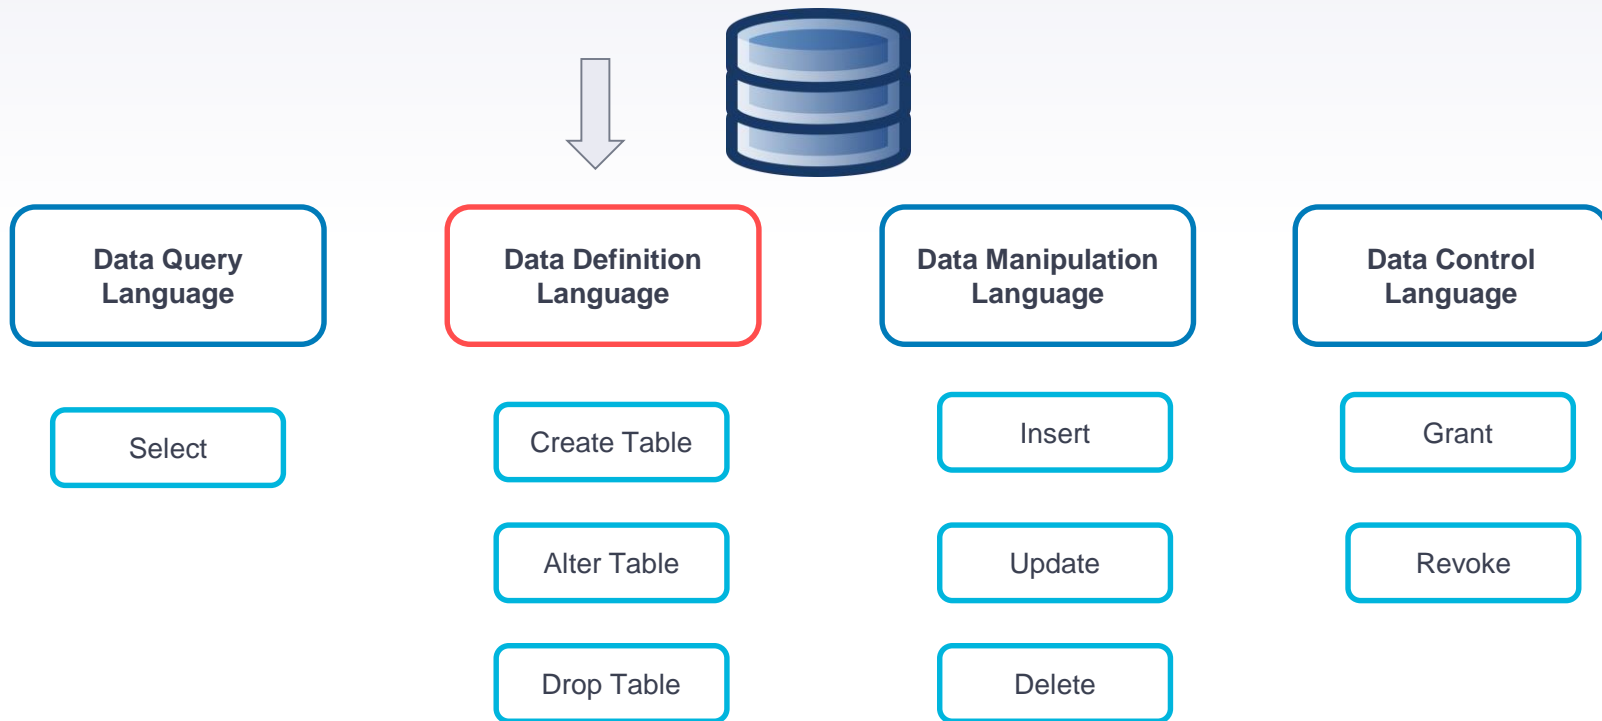 Data Query
Language
Data Definition
Language
Data Manipulation
Language
Data Control
Language
Select
Create Table
Insert
Grant
Alter Table
Update
Revoke
Drop Table
Delete